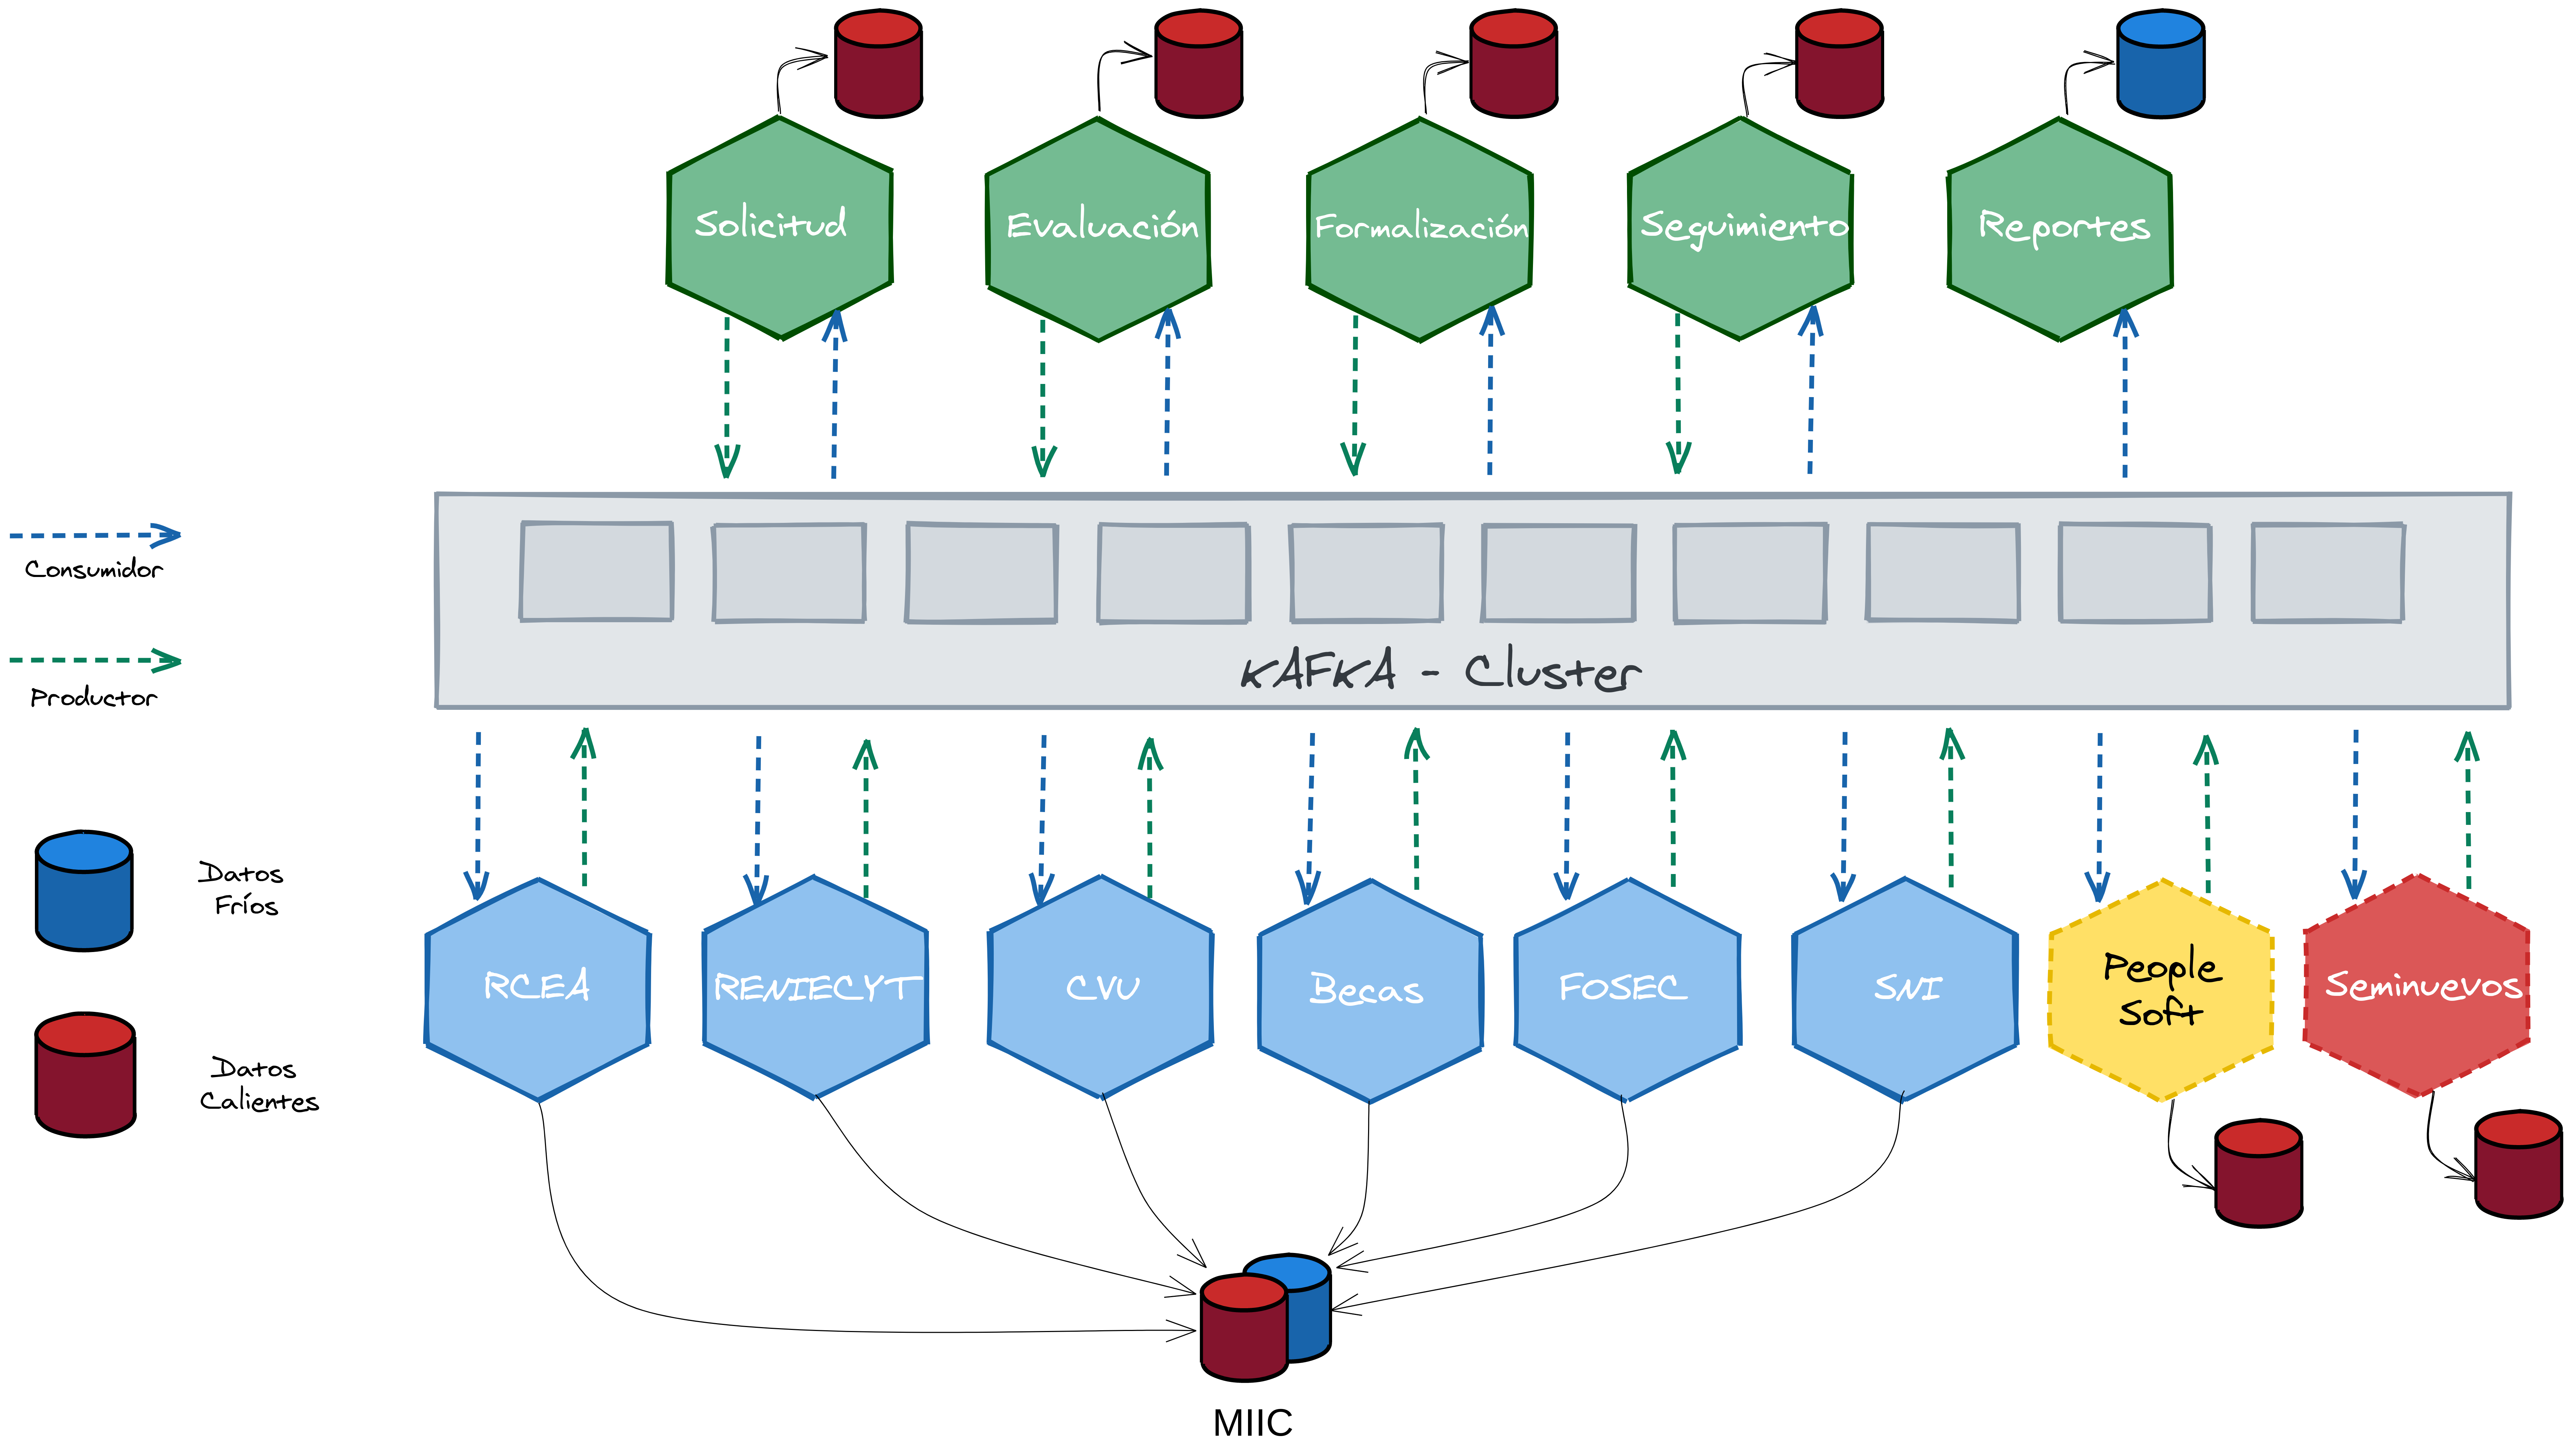 Solicitud
Evaluación
Formalización
Seguimiento
Reportes
Consumidor
Productor
KAFKA - Cluster
Datos
Fríos
Datos
Calientes
RCEA
RENIECYT
CVU
Becas
FOSEC
SNI
People
Soft
Seminuevos
MIIC